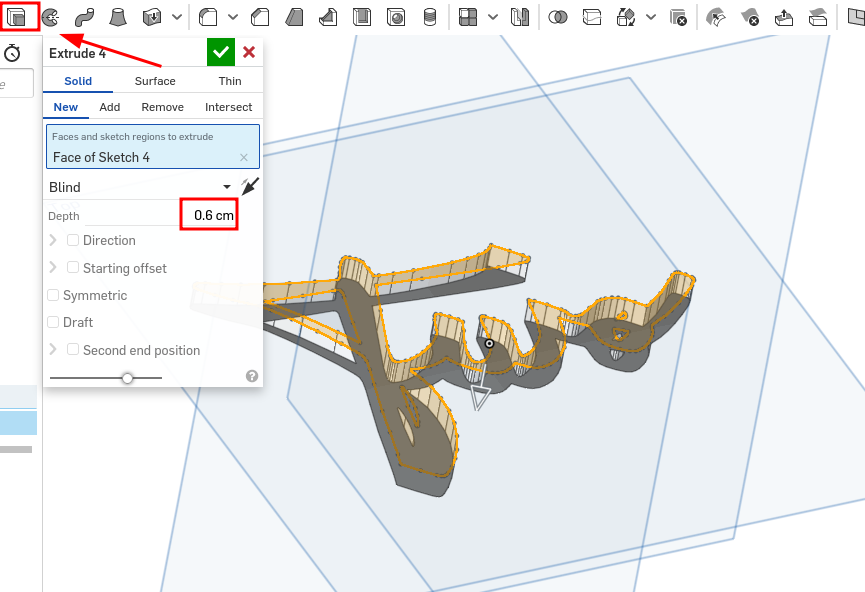 Extrude 4
Solid Surface Thin
New Add Remove Intersect
Faces and sketch regions to extrude
Face of Sketch 4
Blind
Depth 0.6 cm
Direction
Starting offset
Symmetric
Draft
Second end position